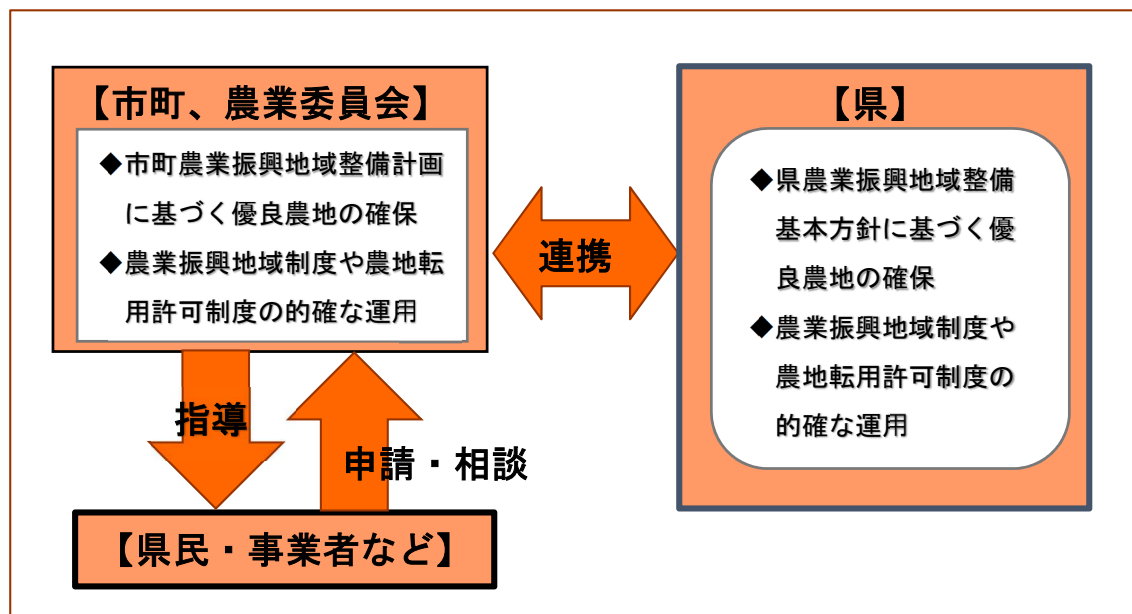 【市町、農業委員会】
◆市町農業振興地域整備計画
に基づく優良農地の確保
◆農業振興地域制度や農地転
用許可制度の的確な運用
連携
【県】
◆県農業振興地域整備
基本方針に基づく優
良農地の確保
◆農業振興地域制度や
農地転用許可制度の
的確な運用
指導
申請・相談
【県民・事業者など】